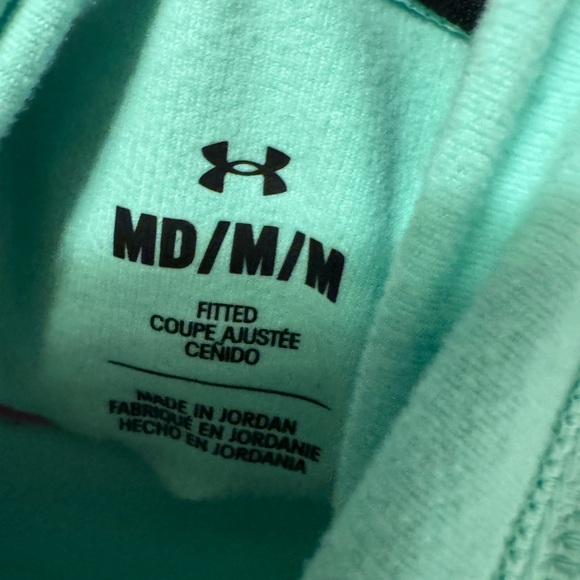 MD/M/M
FITTED
COUPE AJUSTÉE
CEÑIDO
MADE IN JORDAN
FABRIQUÉ EN JORDANIE
HECHO EN JORDANIA